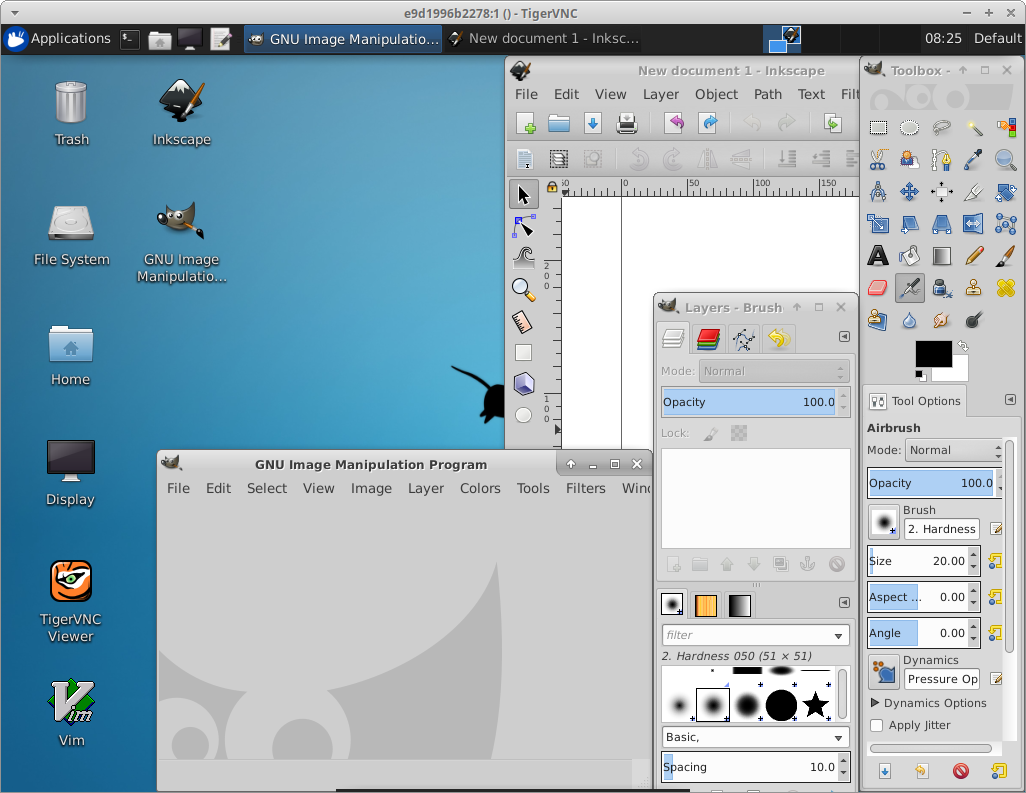 e9d1996b2278:1 () - TigerVNC
Applications
GNU Image Manipulatio...
New document 1 - Inksc...
08:25
Default
Trash
Inkscape
File System
GNU Image
Manipulatio...
Home
Display
TigerVNC
Viewer
Vim
New document 1 - Inkscape
File Edit View Layer Object Path Text Filt
0 50 100 150
200
100
Layers - Brush
Mode: Normal
Opacity 100.0
Lock:
filter
2. Hardness 050 (51 × 51)
Basic,
Spacing 10.0
GNU Image Manipulation Program
File Edit Select View Image Layer Colors Tools Filters Winc
Toolbox -
Tool Options
Airbrush
Mode: Normal
Opacity 100.0
Brush
2. Hardness
Size 20.00
Aspect ... 0.00
Angle 0.00
Dynamics
Pressure Op
Dynamics Options
Apply Jitter